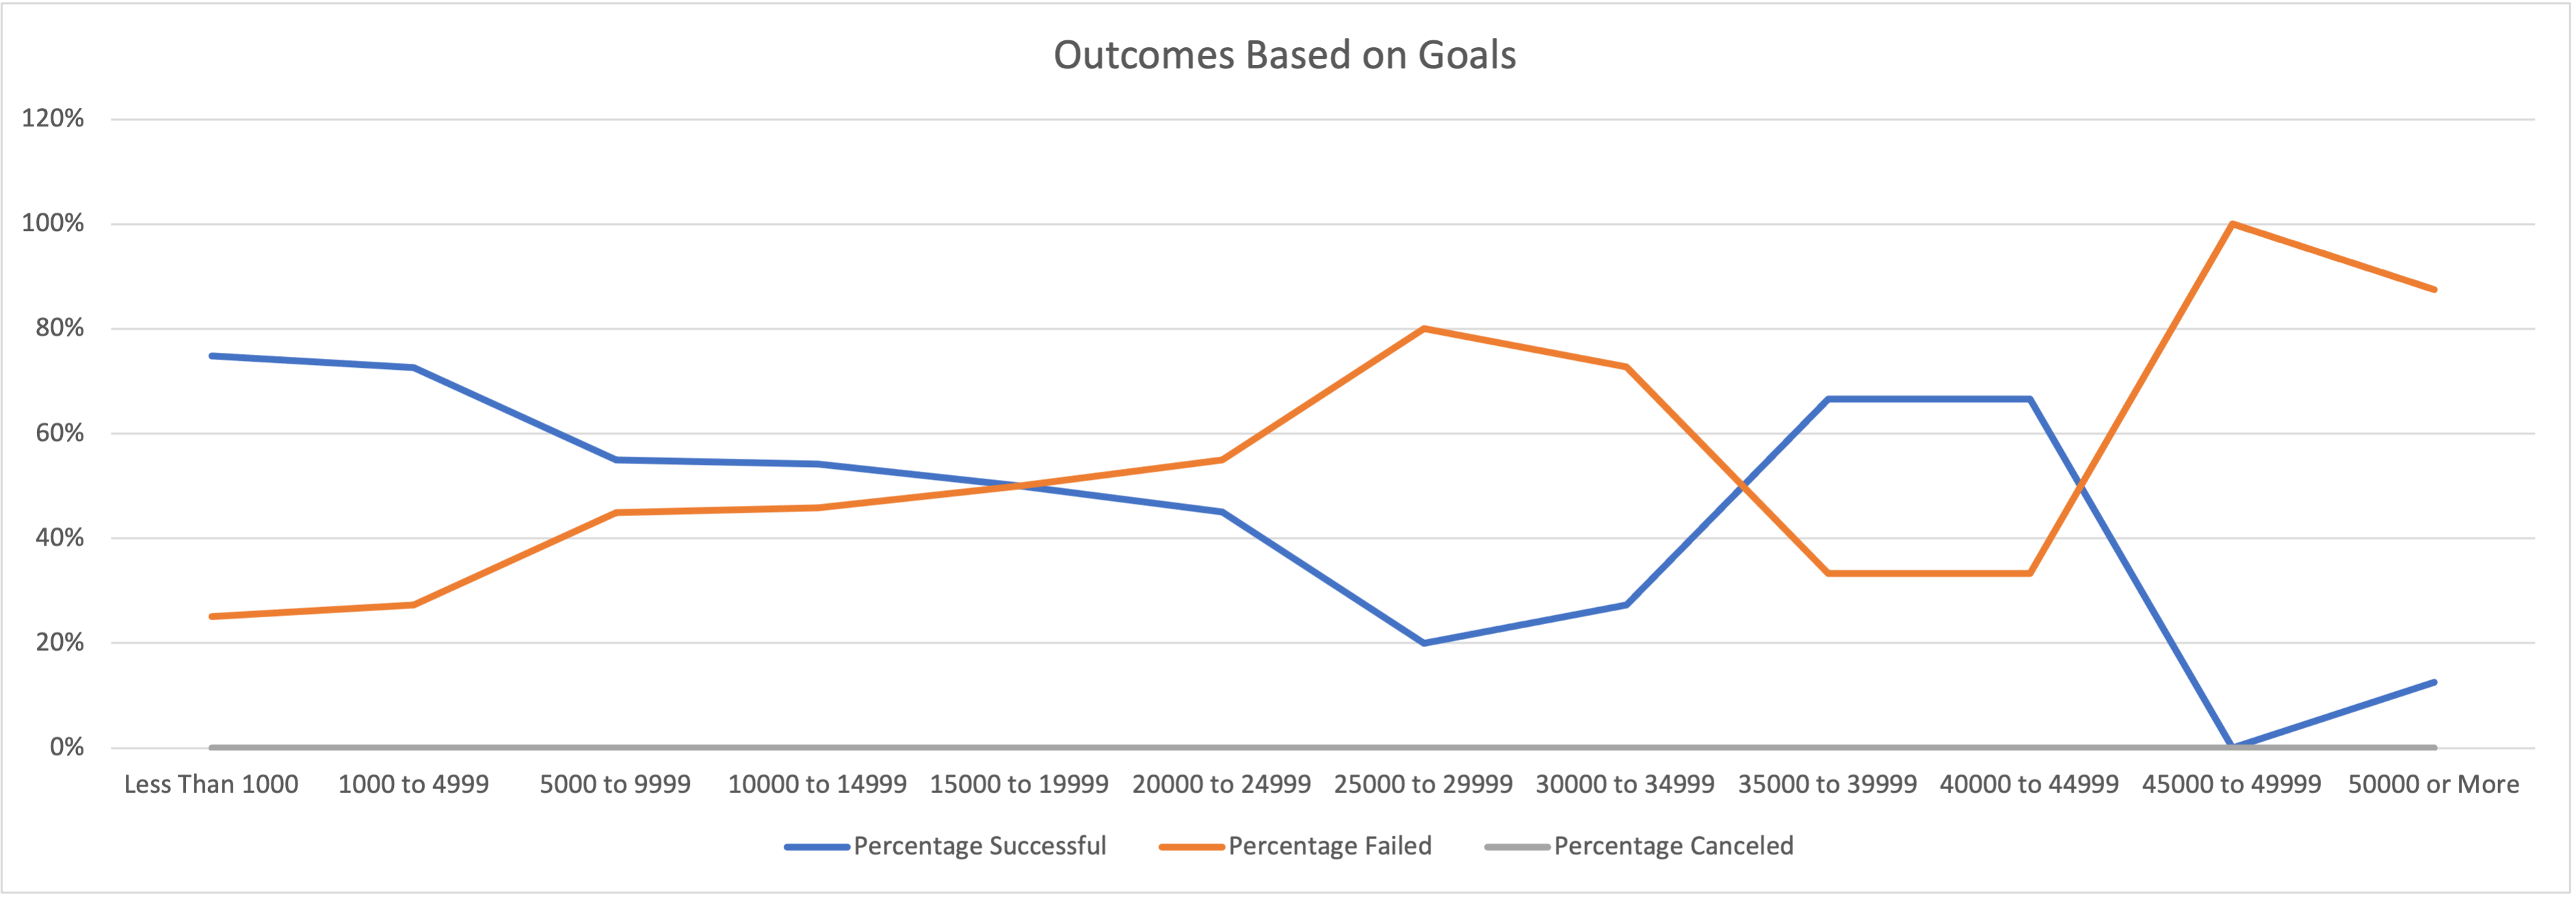 Outcomes Based on Goals
120%
100%
80%
60%
40%
20%
0%
Less Than 1000 1000 to 4999 5000 to 9999 10000 to 14999 15000 to 19999 20000 to 24999 25000 to 29999 30000 to 34999 35000 to 39999 40000 to 44999 45000 to 49999 50000 or More
Percentage Successful Percentage Failed Percentage Canceled